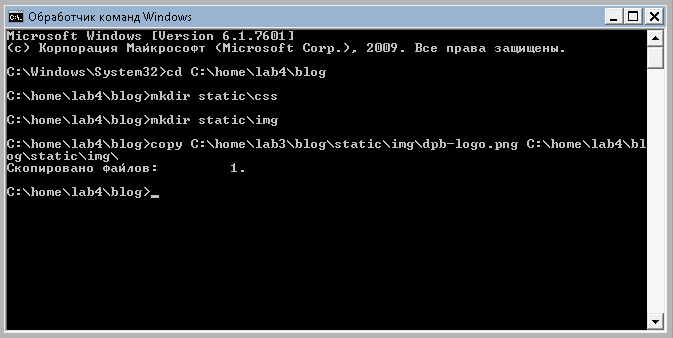 Обработчик команд Windows
Microsoft Windows [Version 6.1.7601]
(c) Корпорация Майкрософт (Microsoft Corp.), 2009. Все права защищены.
C:\Windows\System32>cd C:\home\lab4\blog
C:\home\lab4\blog>mkdir static\css
C:\home\lab4\blog>mkdir static\img
C:\home\lab4\blog>copy C:\home\lab3\blog\static\img\dpb-logo.png C:\home\lab4\bl
og\static\img\
Скопировано файлов:         1.
C:\home\lab4\blog>_